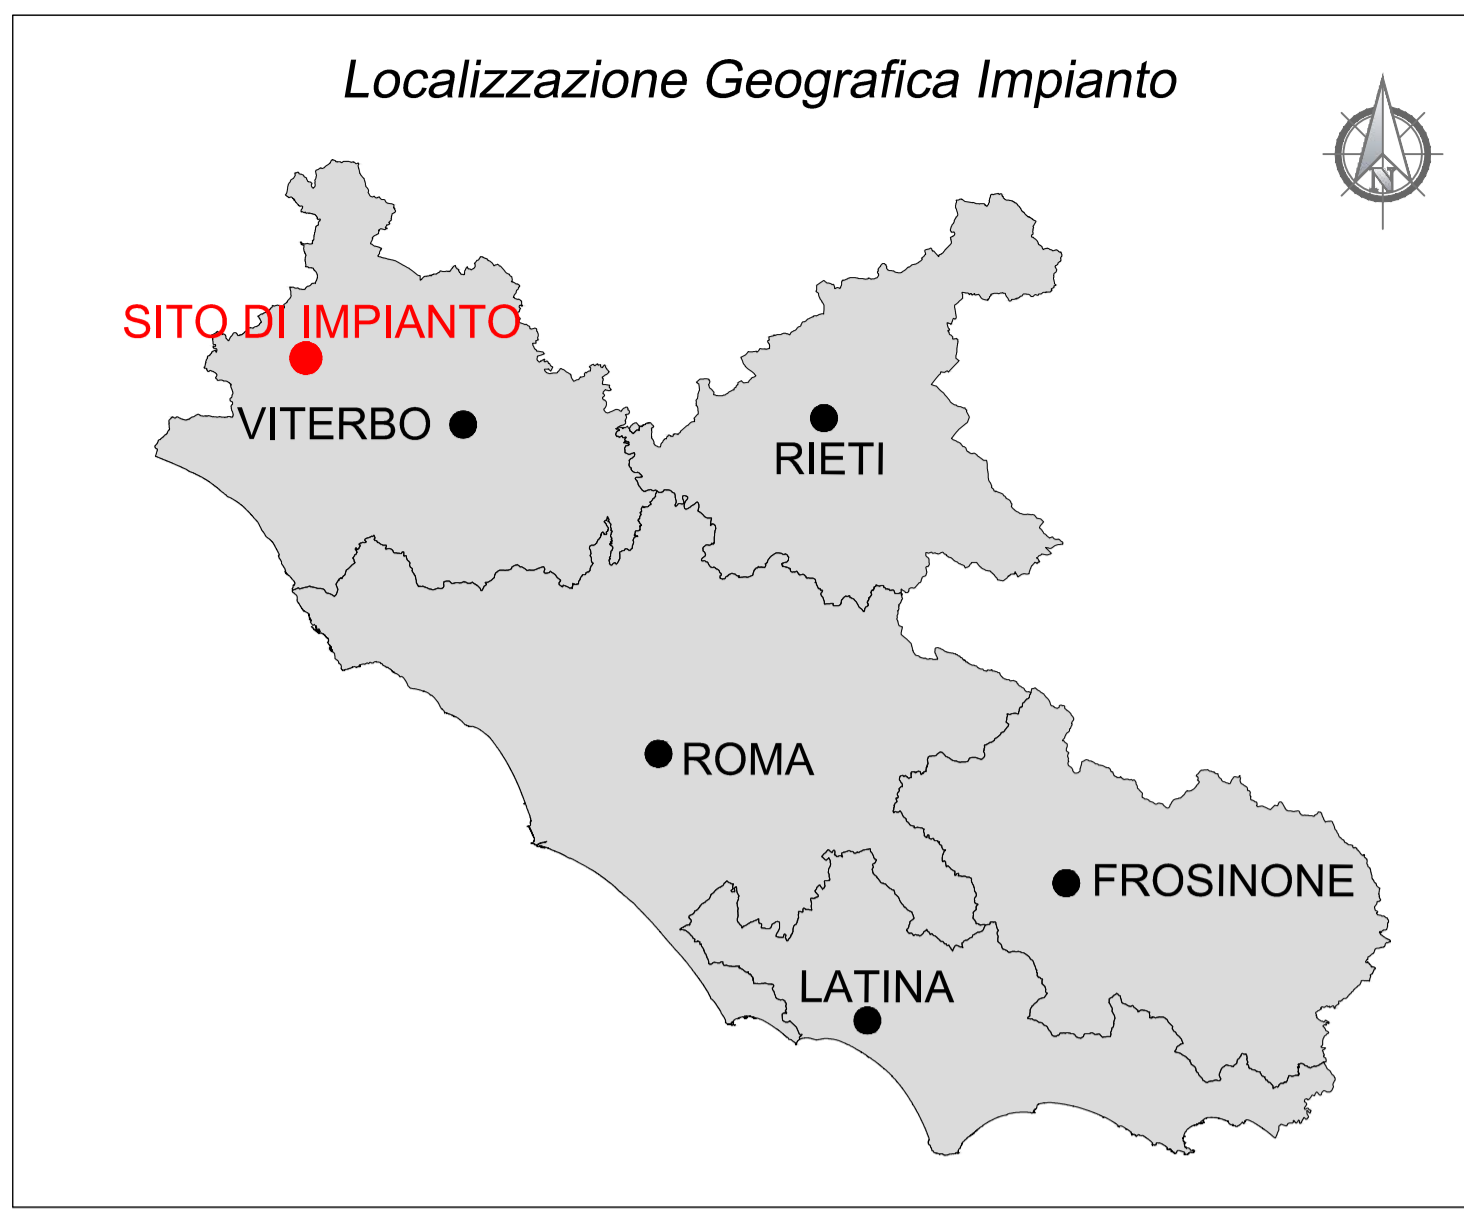 Localizzazione Geografica Impianto
N
SITO DI IMPIANTO
VITERBO
RIETI
ROMA
FROSINONE
LATINA